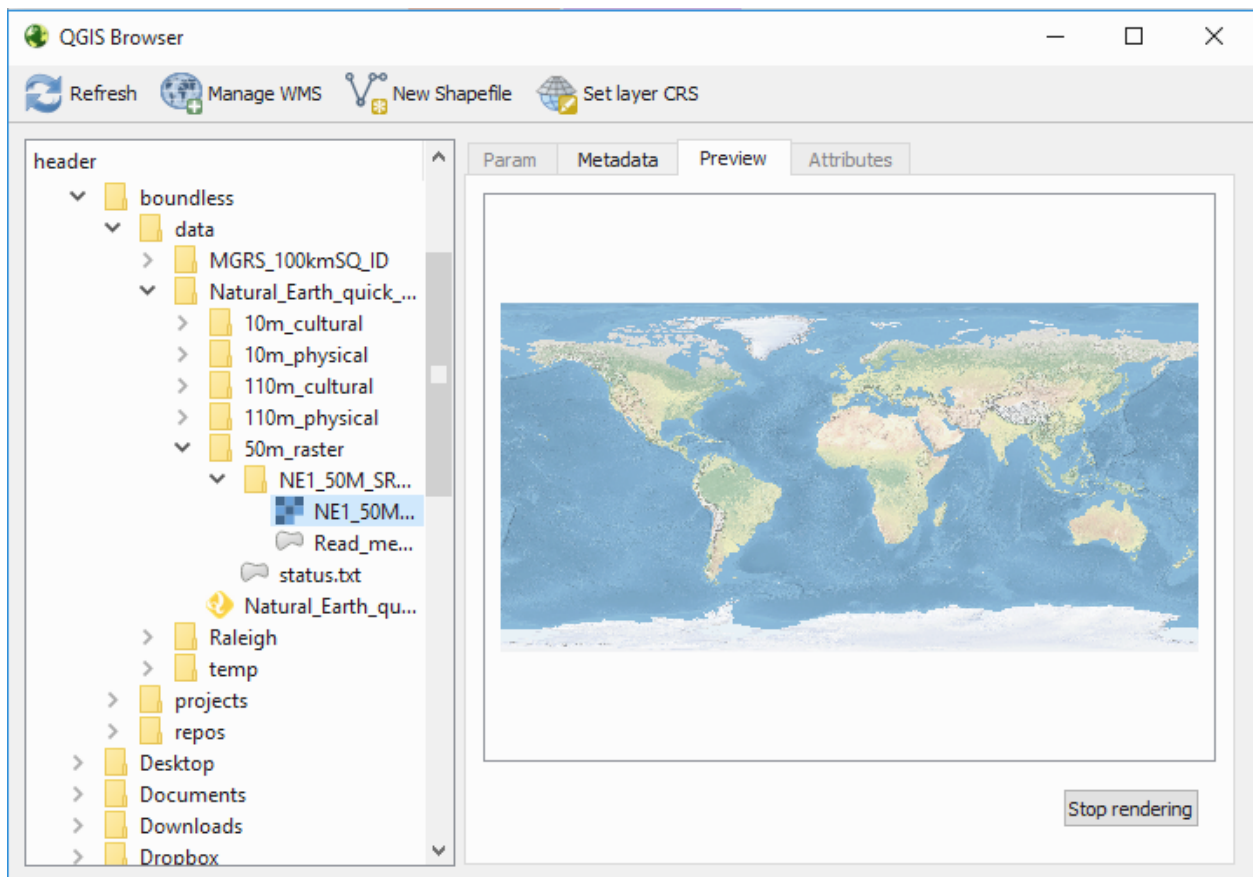 QGIS Browser
Refresh Manage WMS New Shapefile Set layer CRS
header
boundless
data
MGRS_100kmSQ_ID
Natural_Earth_quick_...
10m_cultural
10m_physical
110m_cultural
110m_physical
50m_raster
NE1_50M_SR...
NE1_50M...
Read_me...
status.txt
Natural_Earth_qu...
Raleigh
temp
projects
repos
Desktop
Documents
Downloads
Dropbox
Param Metadata Preview Attributes
Stop rendering